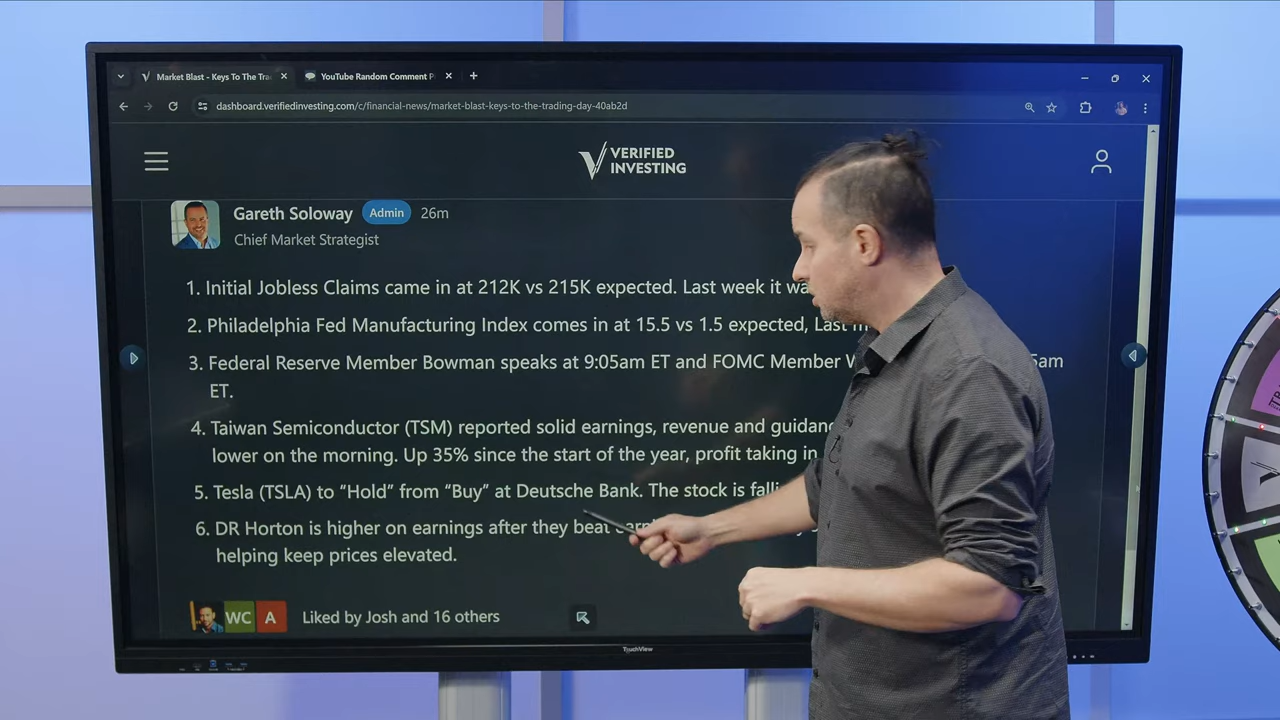 Market Blast - Keys To The Tra
YouTube Random Comment P
dashboard.verifiedinvesting.com/c/financial-news/market-blast-keys-to-the-trading-day-40ab2d
VERIFIED
INVESTING
Gareth Soloway Admin 26m
Chief Market Strategist
1. Initial Jobless Claims came in at 212K vs 215K expected. Last week it wa
2. Philadelphia Fed Manufacturing Index comes in at 15.5 vs 1.5 expected, Last m
3. Federal Reserve Member Bowman speaks at 9:05am ET and FOMC Member W 5am
ET.
4. Taiwan Semiconductor (TSM) reported solid earnings, revenue and guidanc
lower on the morning. Up 35% since the start of the year, profit taking in
5. Tesla (TSLA) to “Hold” from “Buy” at Deutsche Bank. The stock is falli
6. DR Horton is higher on earnings after they beat earni
helping keep prices elevated.
WC A Liked by Josh and 16 others
TouchView